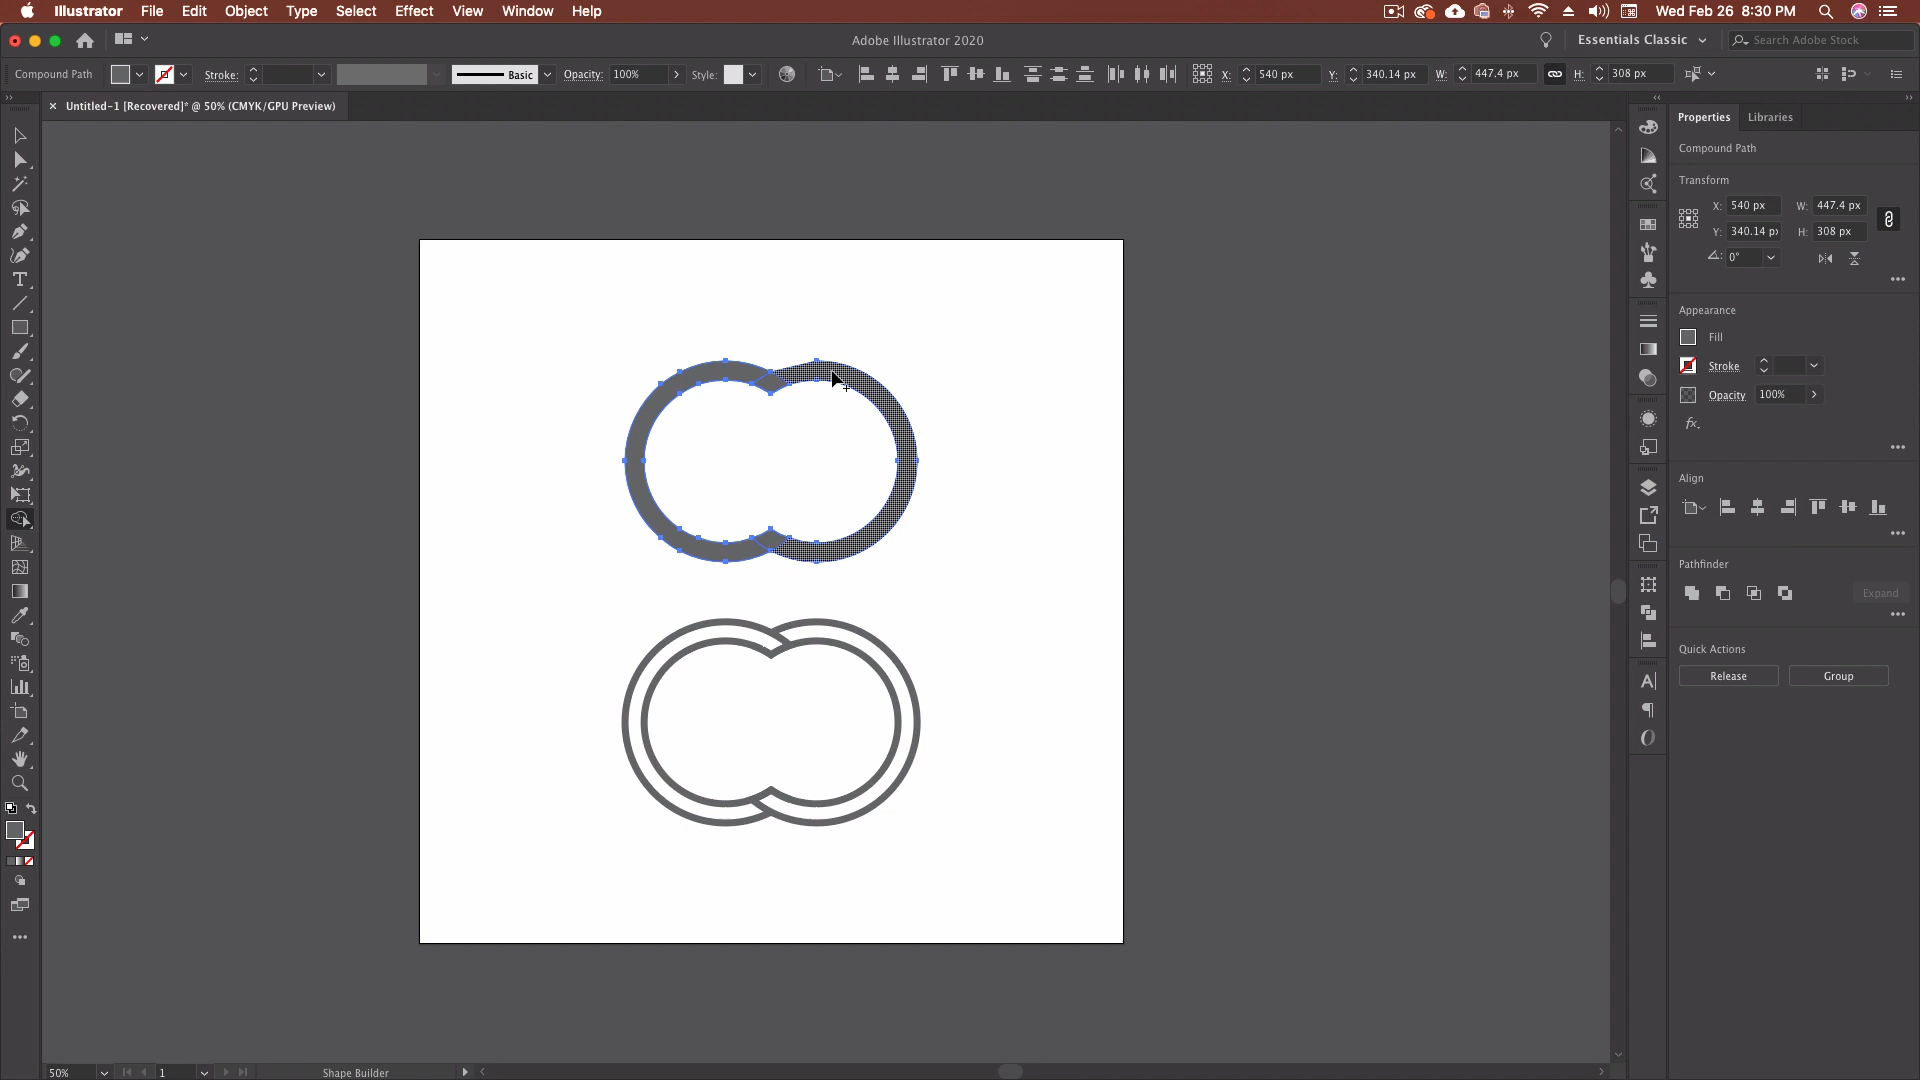 Illustrator File Edit Object Type Select Effect View Window Help Wed Feb 26 8:30 PM
Adobe Illustrator 2020 Essentials Classic Search Adobe Stock
Compound Path Stroke: Basic Opacity: 100% Style: X: 540 px Y: 340.14 px W: 447.4 px H: 308 px
Untitled-1 [Recovered]* @ 50% (CMYK/GPU Preview)
Properties Libraries
Compound Path
Transform
X: 540 px W: 447.4 px
Y: 340.14 px H: 308 px
0°
Appearance
Fill
Stroke
Opacity 100%
fx.
Align
Pathfinder
Expand
Quick Actions
Release Group
50% 1 Shape Builder